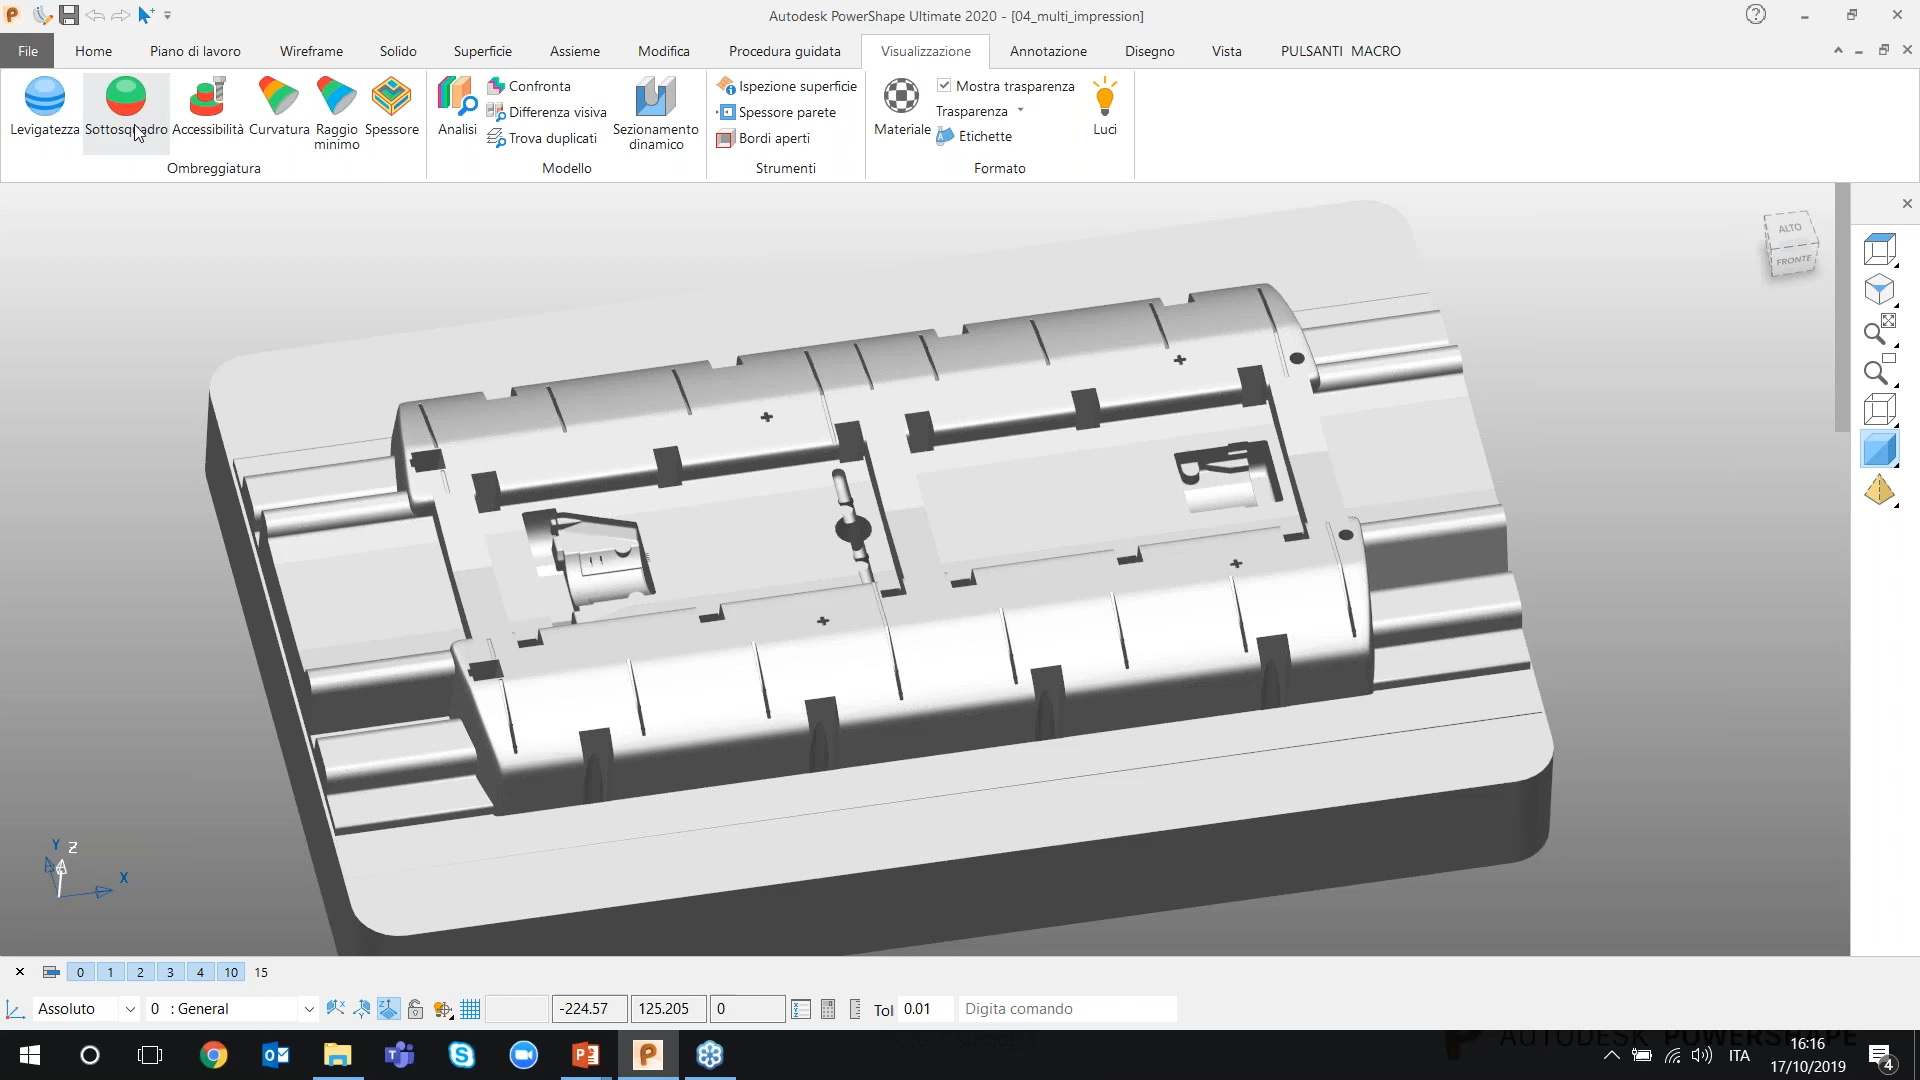 Autodesk PowerShape Ultimate 2020 - [04_multi_impression]
File Home Piano di lavoro Wireframe Solido Superficie Assieme Modifica Procedura guidata Visualizzazione Annotazione Disegno Vista PULSANTI MACRO
Levigatezza Sottosquadro Accessibilità Curvatura Raggio minimo Spessore
Ombreggiatura
Analisi
Confronta
Differenza visiva
Trova duplicati
Sezionamento dinamico
Modello
Ispezione superficie
Spessore parete
Bordi aperti
Strumenti
Materiale
Mostra trasparenza
Trasparenza
Etichette
Luci
Formato
ALTO
FRONTE
Y Z
X
0 1 2 3 4 10 15
Assoluto 0 : General -224.57 125.205 0 Tol 0.01 Digita comando
AUTODESK POWERSHAPE
ITA
16:16
17/10/2019
4